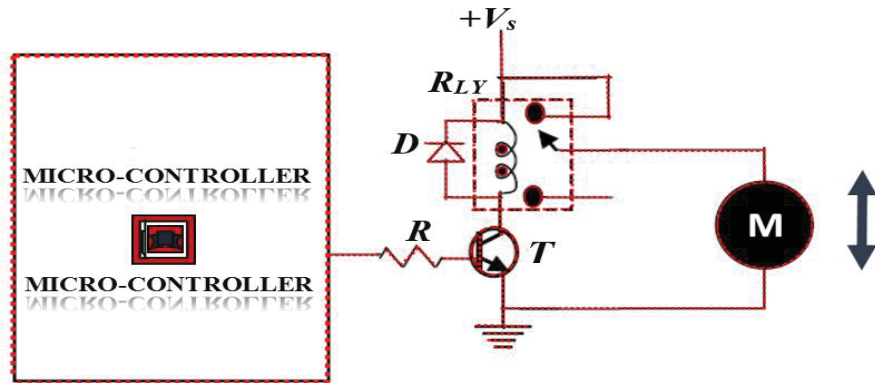 +Vs
RLY
D
MICRO-CONTROLLER
R
T
M
MICRO-CONTROLLER